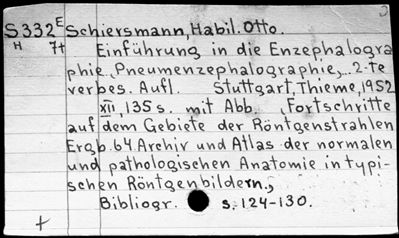 3
S332E Schiersmann, Habil. Otto.
H 7t Einführung in die Enzephalogra
phie, Pneumenzephalographie,.. 2-te
verbes. Aufl. Stuttgart, Thieme, 1952
XII, 135 s. mit Abb. , Fortschritte
auf dem Gebiete der Röntgenstrahlen
Ergb. 64. Archiv und Atlas der normalen
und pathologischen Anatomie in typi-
schen Röntgenbildern.,
Bibliogr. s. 124-130.
+